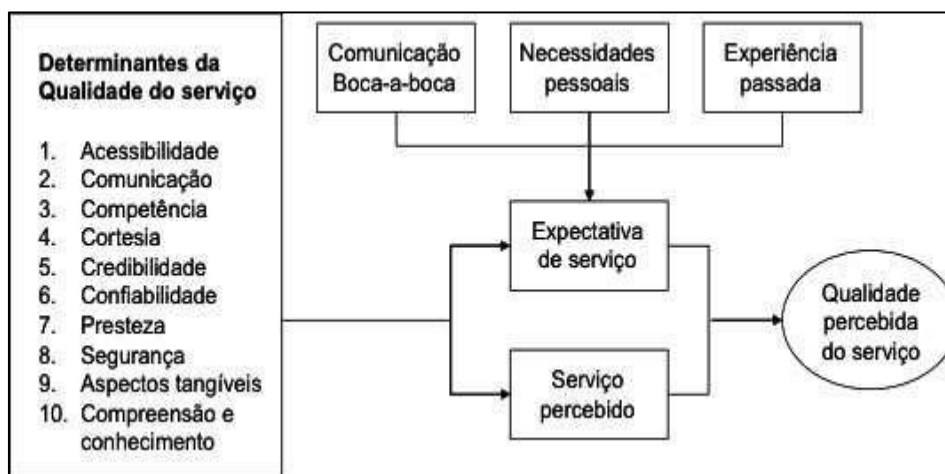 Determinantes da
Qualidade do serviço
1. Acessibilidade
2. Comunicação
3. Competência
4. Cortesia
5. Credibilidade
6. Confiabilidade
7. Presteza
8. Segurança
9. Aspectos tangíveis
10. Compreensão e
conhecimento
Comunicação
Boca-a-boca
Necessidades
pessoais
Experiência
passada
Expectativa
de serviço
Serviço
percebido
Qualidade
percebida
do serviço